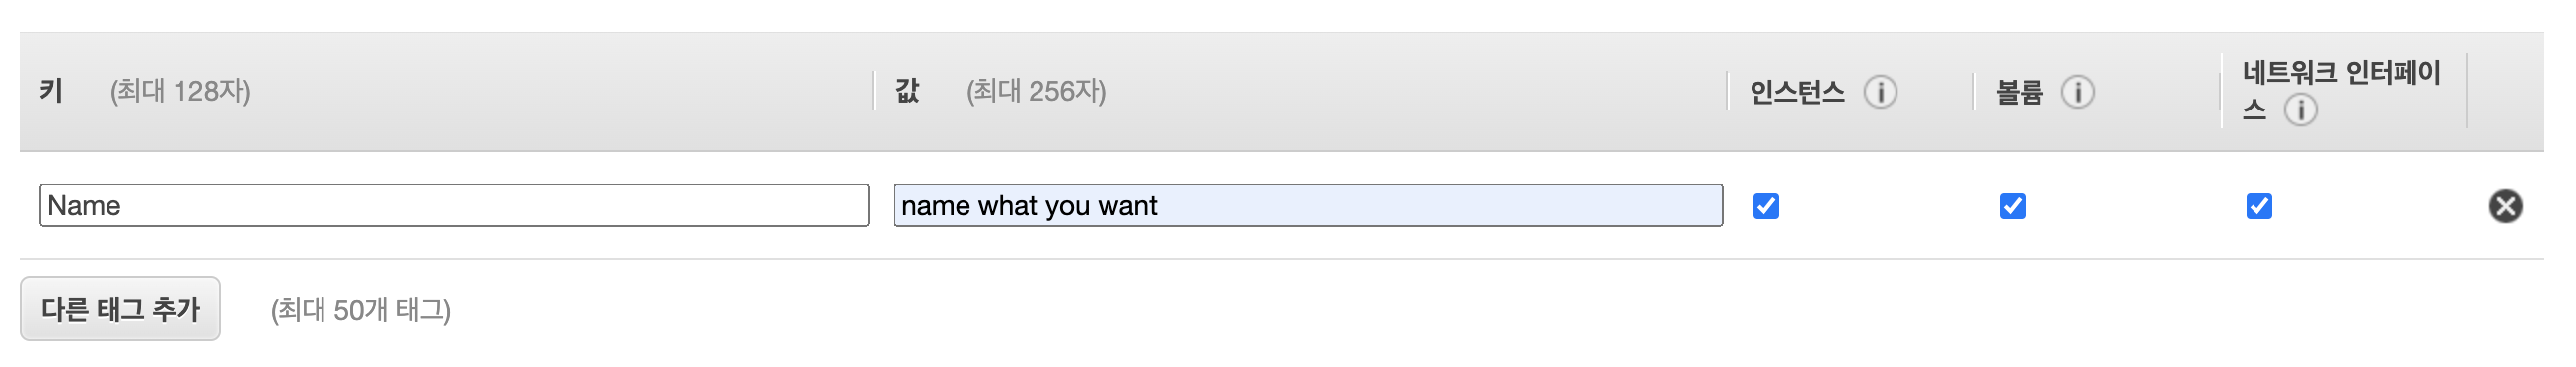 키 (최대 128자) 값 (최대 256자) 인스턴스 볼륨 네트워크 인터페이
스
Name name what you want
다른 태그 추가 (최대 50개 태그)